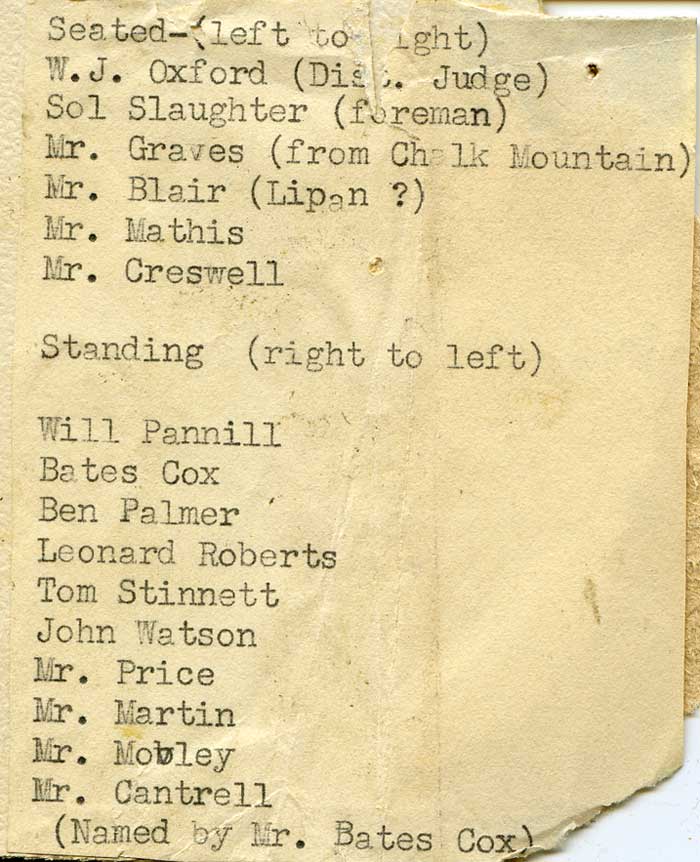 Seated-(left to right)
W.J. Oxford (Dist. Judge)
Sol Slaughter (foreman)
Mr. Graves (from Chalk Mountain)
Mr. Blair (Lipan ?)
Mr. Mathis
Mr. Creswell
Standing (right to left)
Will Pannill
Bates Cox
Ben Palmer
Leonard Roberts
Tom Stinnett
John Watson
Mr. Price
Mr. Martin
Mr. Mobley
Mr. Cantrell
(Named by Mr. Bates Cox)